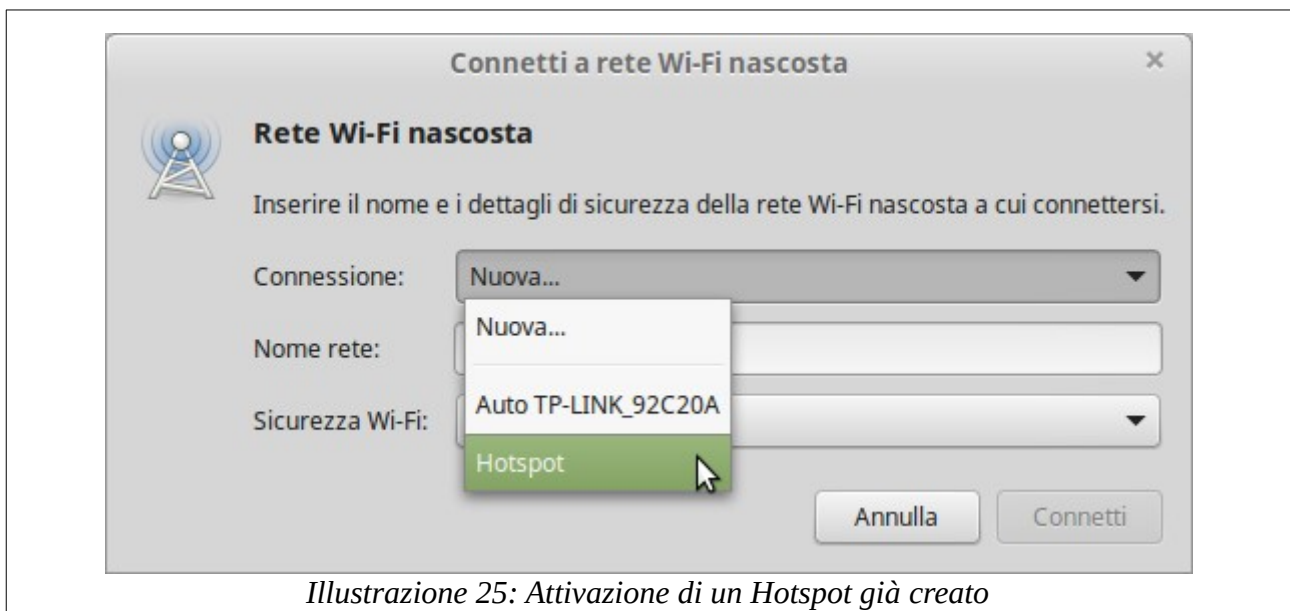 Connetti a rete Wi-Fi nascosta
Rete Wi-Fi nascosta
Inserire il nome e i dettagli di sicurezza della rete Wi-Fi nascosta a cui connettersi.
Connessione:
Nuova...
Nuova...
Nome rete:
Auto TP-LINK_92C20A
Sicurezza Wi-Fi:
Hotspot
Annulla
Connetti
Illustrazione 25: Attivazione di un Hotspot già creato